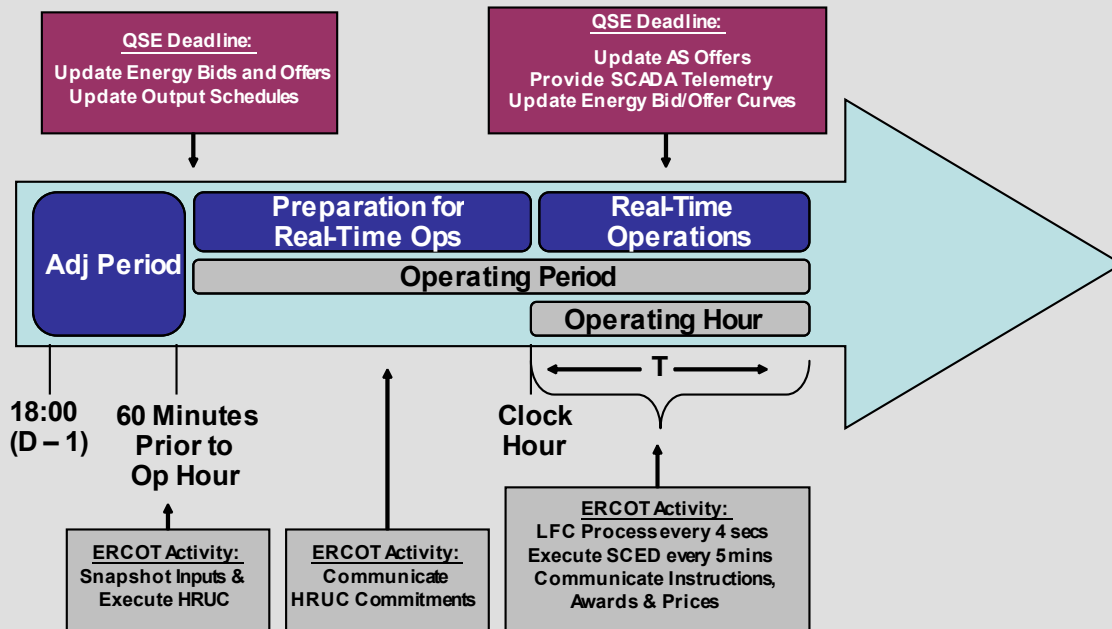 QSE Deadline:
Update Energy Bids and Offers
Update Output Schedules
QSE Deadline:
Update AS Offers
Provide SCADA Telemetry
Update Energy Bid/Offer Curves
Adj Period
Preparation for
Real-Time Ops
Real-Time
Operations
Operating Period
Operating Hour
T
18:00
(D – 1)
60 Minutes
Prior to
Op Hour
Clock
Hour
ERCOT Activity:
Snapshot Inputs &
Execute HRUC
ERCOT Activity:
Communicate
HRUC Commitments
ERCOT Activity:
LFC Process every 4 secs
Execute SCED every 5 mins
Communicate Instructions,
Awards & Prices